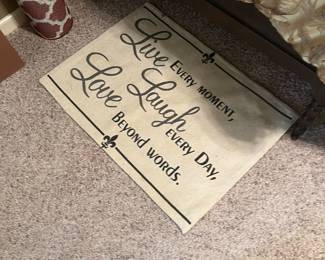 Live EVERY MOMENT,
Laugh EVERY DAY,
Love BEYOND WORDS.